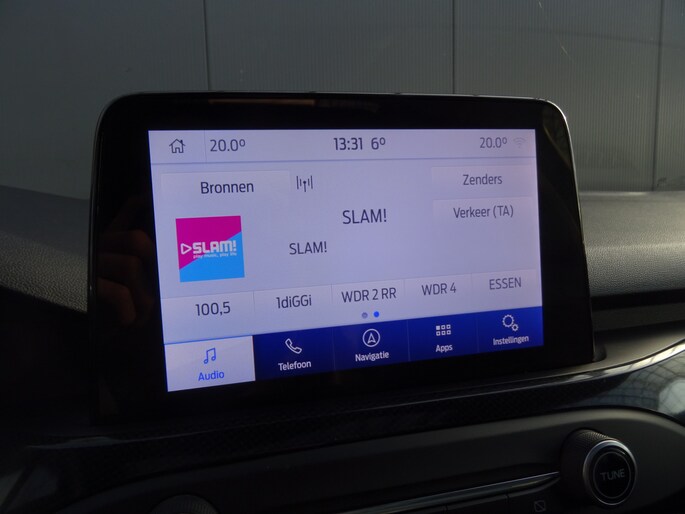 20.0° 13:31 6° 20.0°
Bronnen Zenders
SLAM! Verkeer (TA)
SLAM!
SLAM!
100,5 1diGGi WDR 2 RR WDR 4 ESSEN
Audio Telefoon Navigatie Apps Instellingen
TUNE